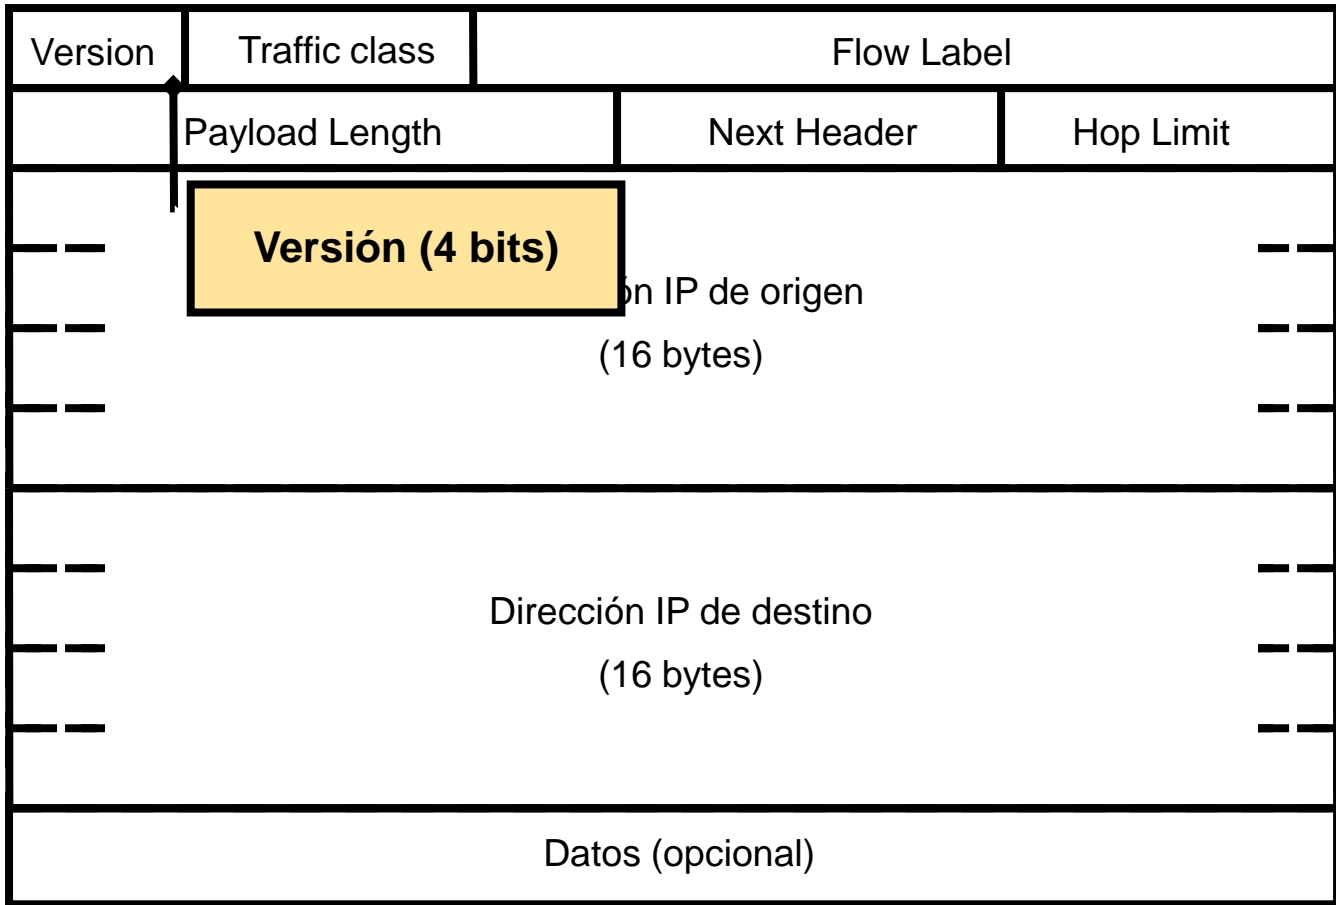 Version Traffic class Flow Label
Payload Length Next Header Hop Limit
Versión (4 bits)
IP de origen
(16 bytes)
Dirección IP de destino
(16 bytes)
Datos (opcional)